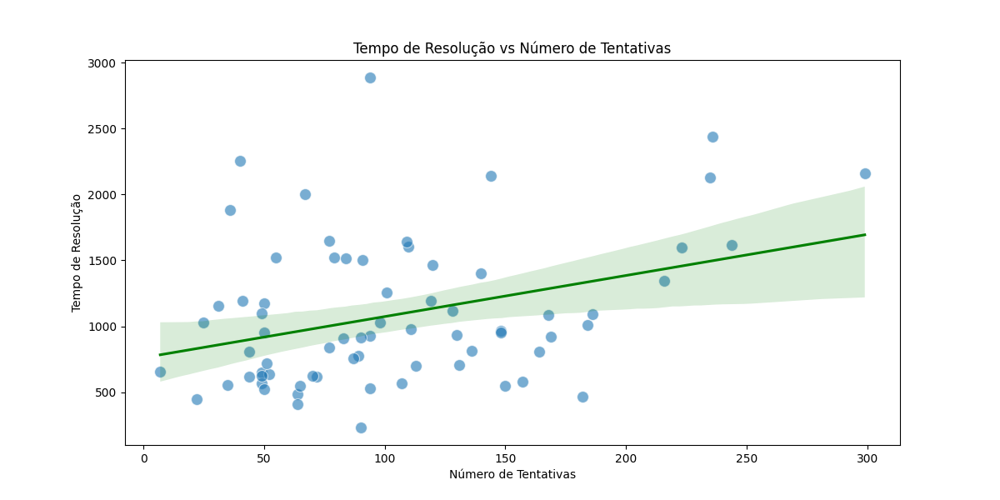 Tempo de Resolução vs Número de Tentativas
3000
2500
2000
1500
1000
500
Tempo de Resolução
0 50 100 150 200 250 300
Número de Tentativas